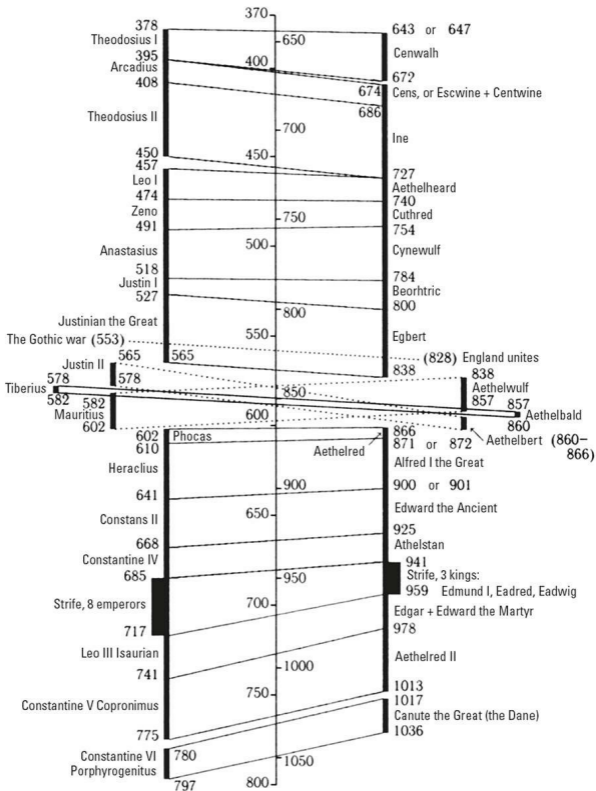 370
378
643 or 647
Theodosius I
650
Cenwalh
395
400
Arcadius
672
408
674
Cens, or Escwine + Centwine
686
Theodosius II
700
Ine
450
450
457
727
Leo I
Aethelheard
474
740
Zeno
750
Cuthred
491
754
500
Anastasius
Cynewulf
518
784
Justin I
Beorhtric
527
800
800
Justinian the Great
550
Egbert
The Gothic war (553)
(828) England unites
565
565
Justin II
838
838
578
578
Aethelwulf
Tiberius
850
857
857
582
582
Mauritius
600
860
Aethelbald
602
602
Phocas
866
Aethelbert (860–
866)
610
Aethelred
871 or 872
Heraclius
Alfred I the Great
641
900
900 or 901
650
Edward the Ancient
Constans II
925
668
Athelstan
Constantine IV
941
685
950
Strife, 3 kings:
959 Edmund I, Eadred, Eadwig
Strife, 8 emperors
700
Edgar + Edward the Martyr
717
978
Leo III Isaurian
1000
Aethelred II
741
750
1013
Constantine V Copronimus
1017
Canute the Great (the Dane)
775
1036
Constantine VI
780
1050
Porphyrogenitus
797
800